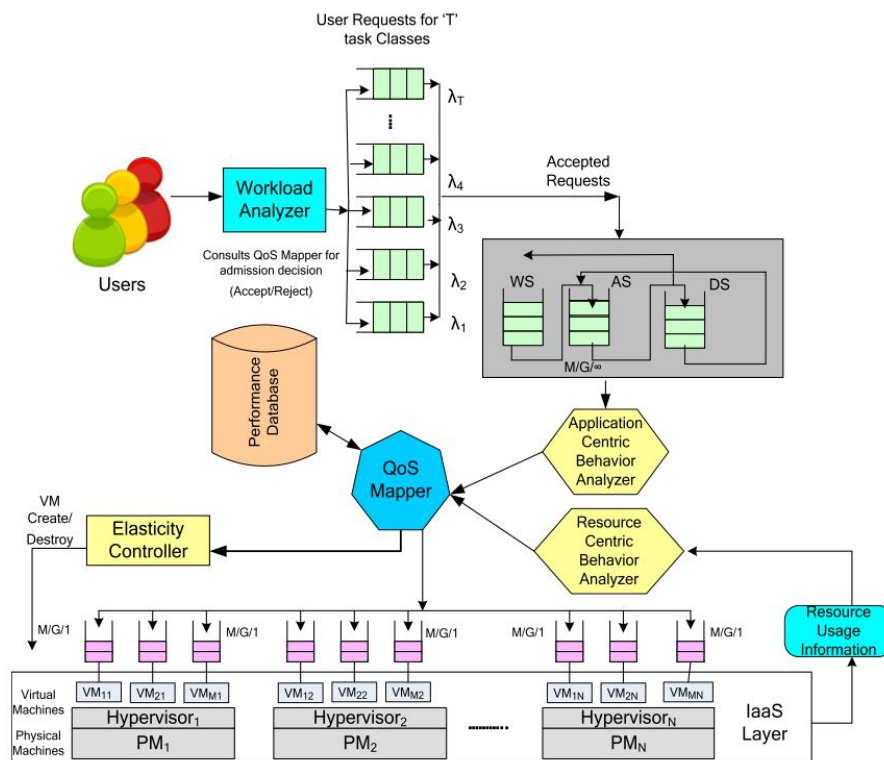 User Requests for ‘T’
task Classes
λT
λ4
λ3
λ2
λ1
Accepted
Requests
Workload
Analyzer
Users
Consults QoS Mapper for
admission decision
(Accept/Reject)
WS
AS
DS
M/G/∞
Performance
Database
Application
Centric
Behavior
Analyzer
QoS
Mapper
VM
Create/
Destroy
Elasticity
Controller
Resource
Centric
Behavior
Analyzer
Resource
Usage
Information
M/G/1
M/G/1
M/G/1
M/G/1
M/G/1
Virtual
Machines
VM11
VM21
VMM1
VM12
VM22
VMM2
VM1N
VM2N
VMMN
Hypervisor1
Hypervisor2
HypervisorN
IaaS
Layer
Physical
Machines
PM1
PM2
PMN